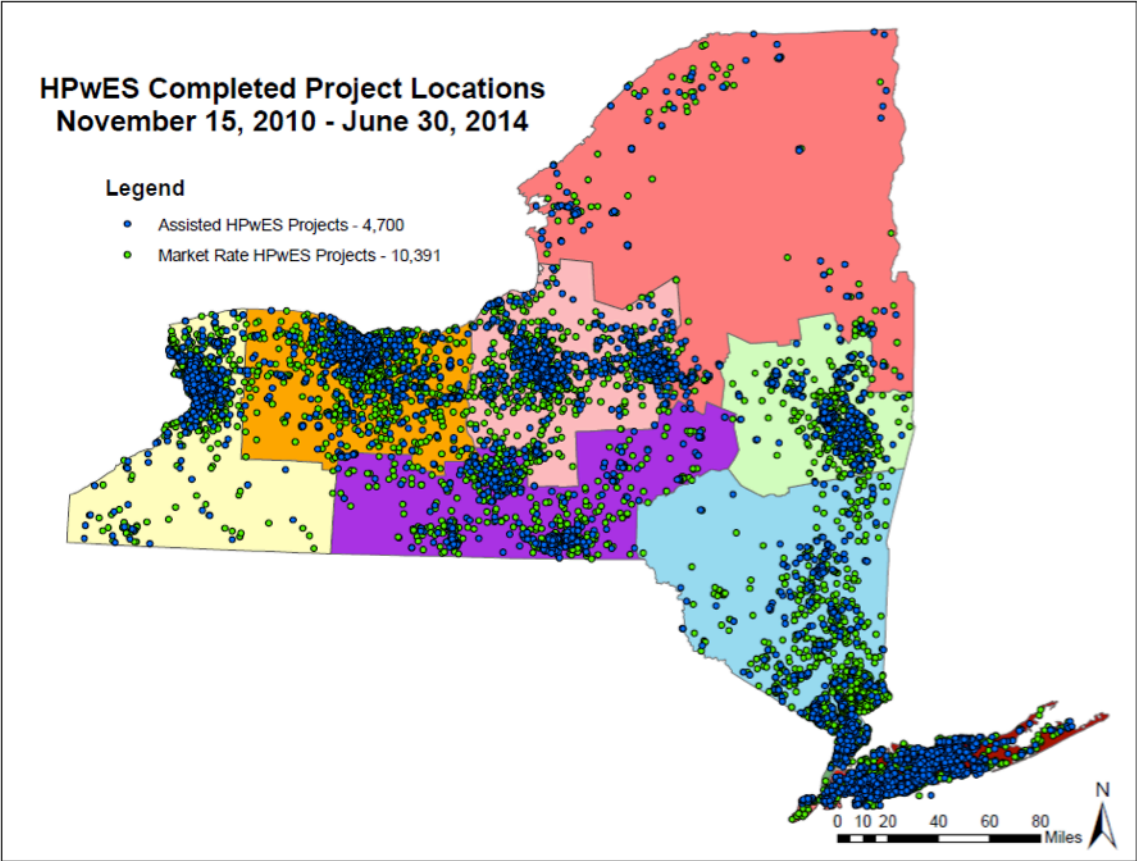 HPwES Completed Project Locations
November 15, 2010 - June 30, 2014
Legend
Assisted HPwES Projects - 4,700
Market Rate HPwES Projects - 10,391
N
0 10 20 40 60 80
Miles